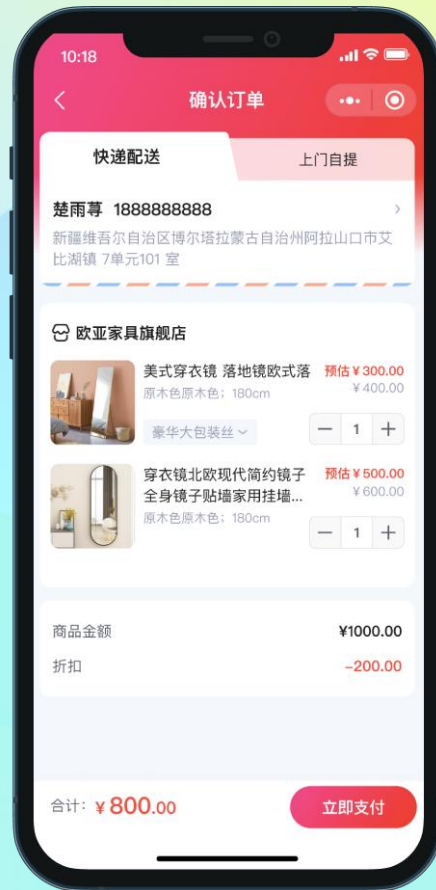 10:18
确认订单
快递配送
上门自提
楚雨荨 1888888888
新疆维吾尔自治区博尔塔拉蒙古自治州阿拉山口市艾
比湖镇 7单元101 室
欧亚家具旗舰店
美式穿衣镜 落地镜欧式落 预估¥300.00
原木色原木色；180cm ¥400.00
豪华大包装丝
1
穿衣镜北欧现代简约镜子 预估¥500.00
全身镜子贴墙家用挂墙... ¥600.00
原木色原木色；180cm
1
商品金额 ¥1000.00
折扣 -200.00
合计：¥800.00 立即支付